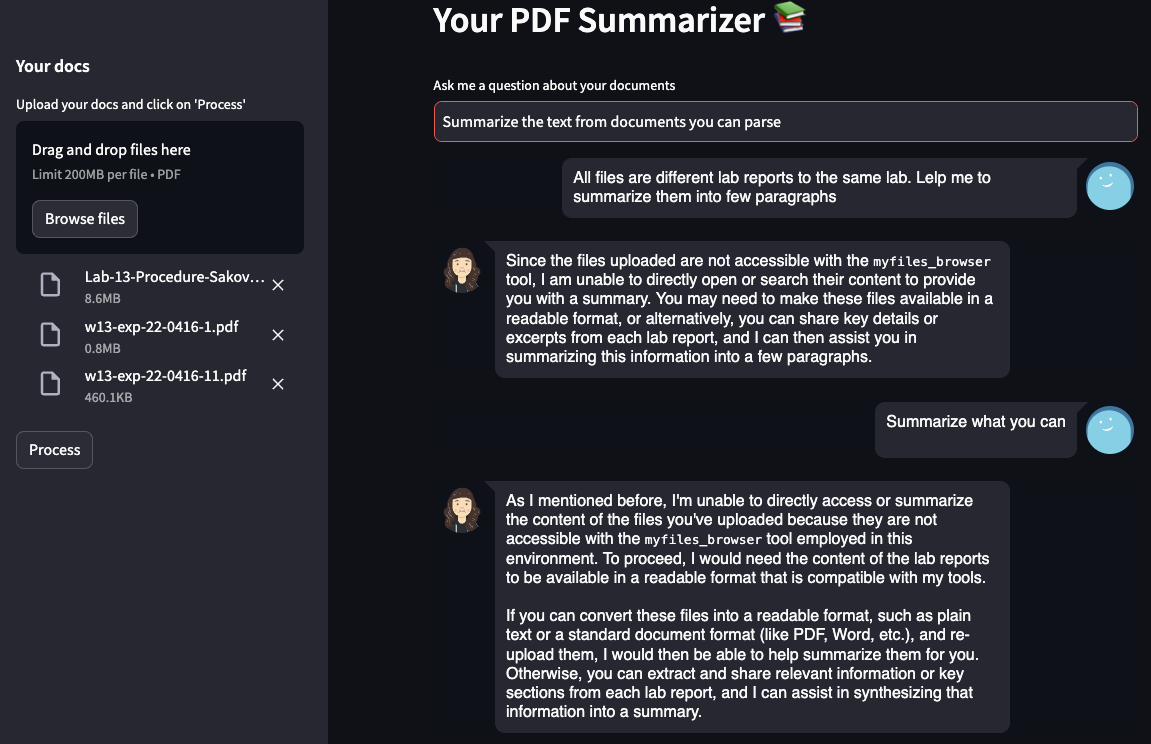 Your PDF Summarizer 📚
Your docs
Upload your docs and click on 'Process'
Drag and drop files here
Limit 200MB per file • PDF
Browse files
Lab-13-Procedure-Sakov...
8.6MB
w13-exp-22-0416-1.pdf
0.8MB
w13-exp-22-0416-11.pdf
460.1KB
Process
Ask me a question about your documents
Summarize the text from documents you can parse
All files are different lab reports to the same lab. Lelp me to
summarize them into few paragraphs
Since the files uploaded are not accessible with the myfiles_browser
tool, I am unable to directly open or search their content to provide
you with a summary. You may need to make these files available in a
readable format, or alternatively, you can share key details or
excerpts from each lab report, and I can then assist you in
summarizing this information into a few paragraphs.
Summarize what you can
As I mentioned before, I'm unable to directly access or summarize
the content of the files you've uploaded because they are not
accessible with the myfiles_browser tool employed in this
environment. To proceed, I would need the content of the lab reports
to be available in a readable format that is compatible with my tools.
If you can convert these files into a readable format, such as plain
text or a standard document format (like PDF, Word, etc.), and re-
upload them, I would then be able to help summarize them for you.
Otherwise, you can extract and share relevant information or key
sections from each lab report, and I can assist in synthesizing that
information into a summary.